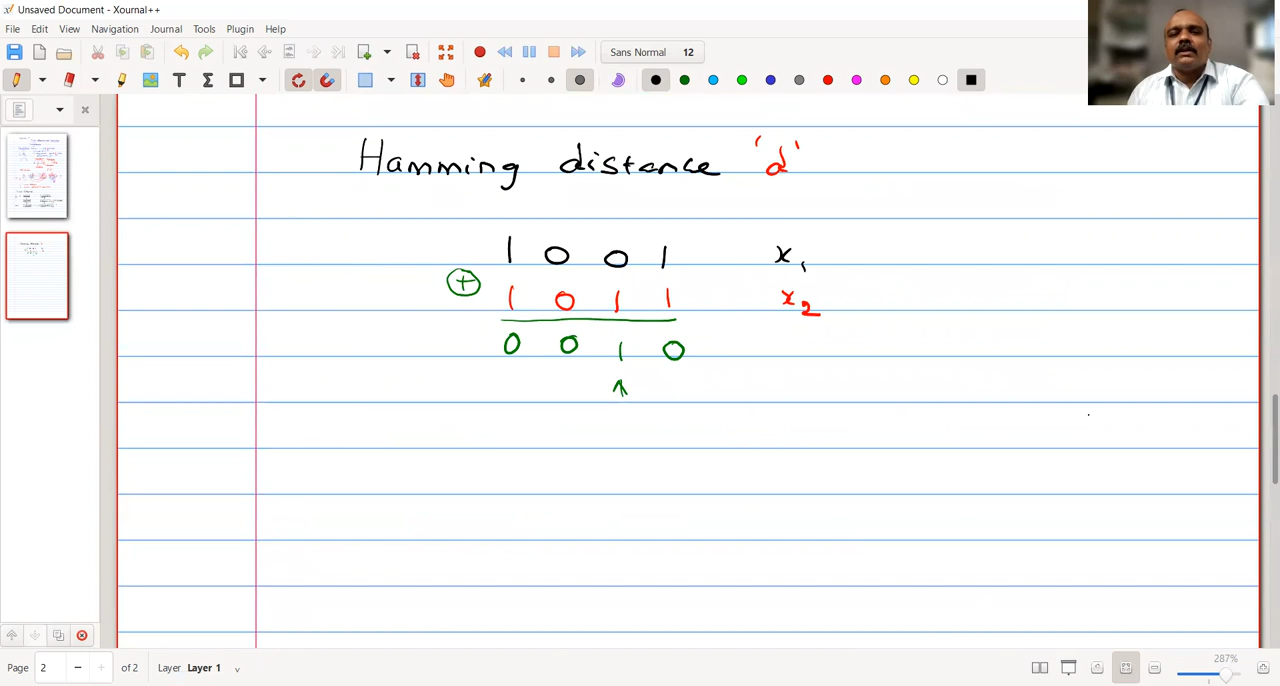 Unsaved Document - Xournal++
File Edit View Navigation Journal Tools Plugin Help
Sans Normal 12
Hamming distance 'd'
1 0 0 1 x1
⊕ 1 0 1 1 x2
0 0 1 0
↑
Page 2 of 2 Layer Layer 1
287%